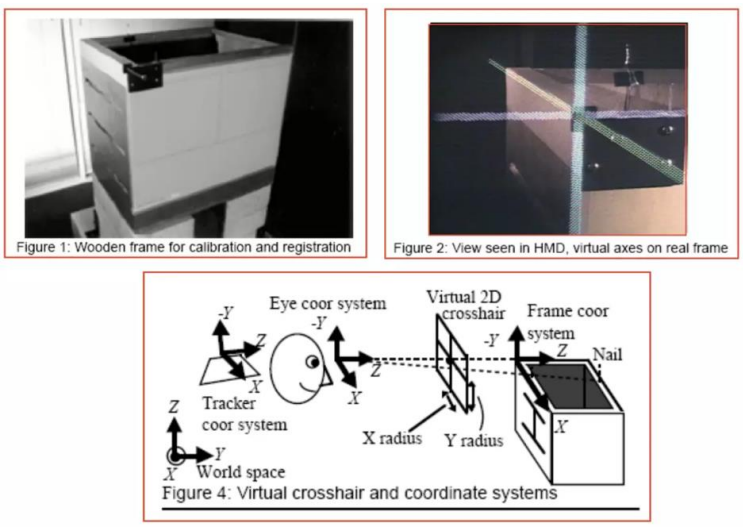 Figure 1: Wooden frame for calibration and registration
Figure 2: View seen in HMD, virtual axes on real frame
-Y
Z
X
Tracker
coor system
Eye coor system
-Y
Z
X
Virtual 2D
crosshair
X radius
Y radius
Frame coor
system
-Y
Z
Nail
X
Z
Y
X
World space
Figure 4: Virtual crosshair and coordinate systems